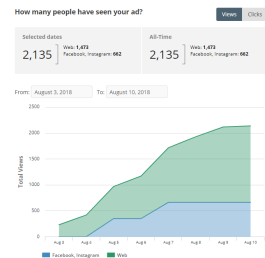 How many people have seen your ad?
Views Clicks
Selected dates
2,135
Web: 1,473
Facebook, Instagram: 662
All-Time
2,135
Web: 1,473
Facebook, Instagram: 662
From: August 3, 2018 To: August 10, 2018
Total Views
2500
2000
1500
1000
500
0
Aug 3 Aug 4 Aug 5 Aug 6 Aug 7 Aug 8 Aug 9 Aug 10
Facebook, Instagram Web